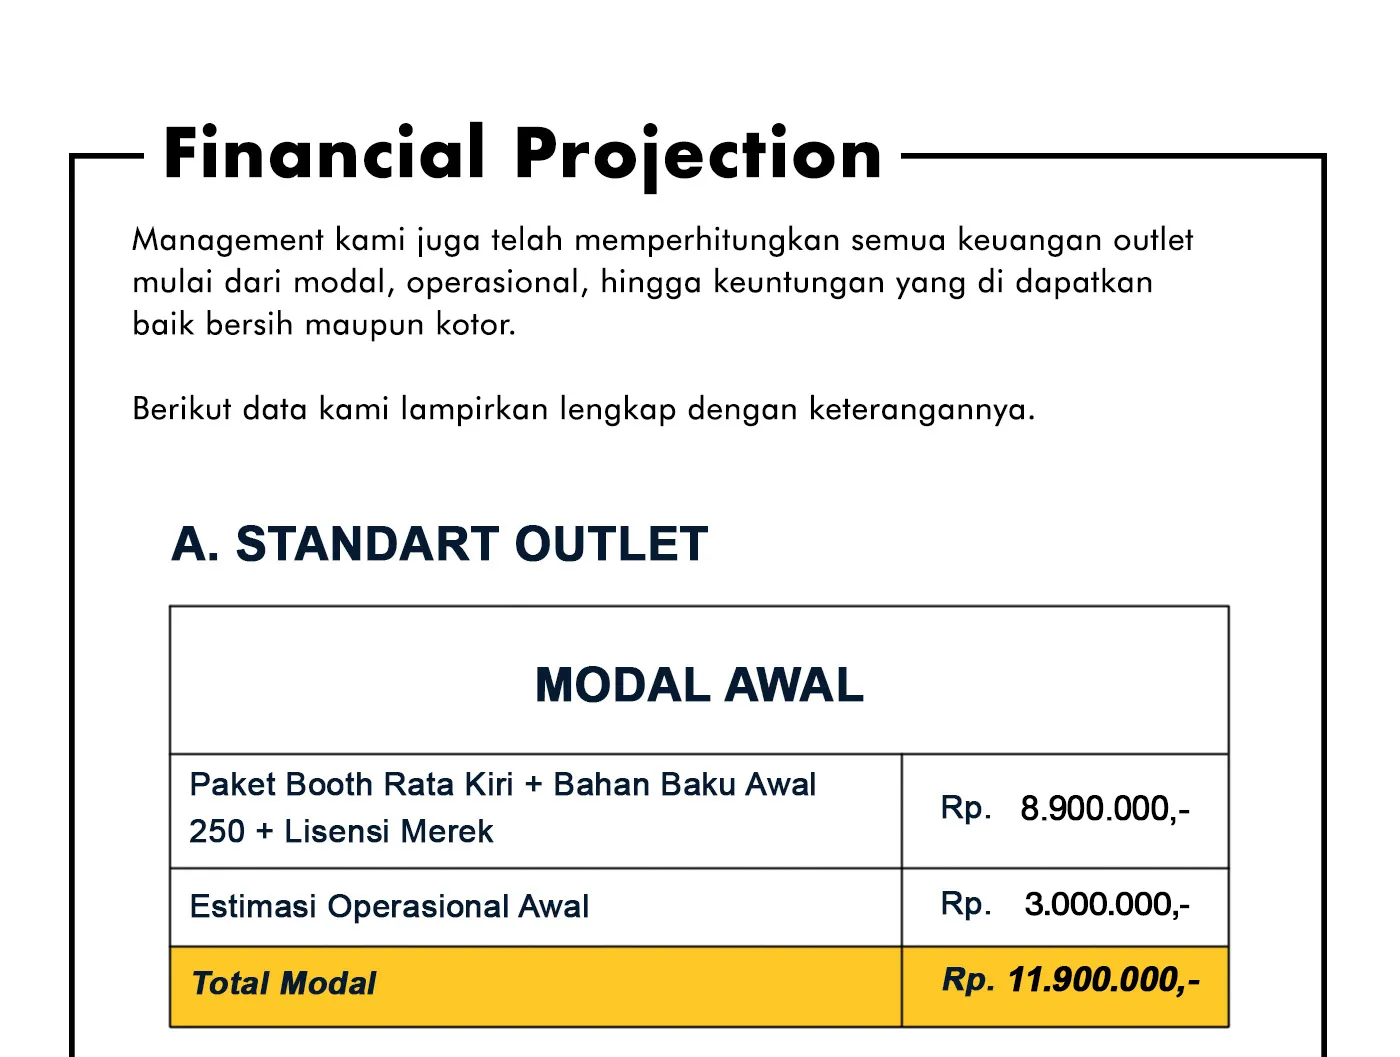 Financial Projection
Management kami juga telah memperhitungkan semua keuangan outlet
mulai dari modal, operasional, hingga keuntungan yang di dapatkan
baik bersih maupun kotor.
Berikut data kami lampirkan lengkap dengan keterangannya.
A. STANDART OUTLET
MODAL AWAL
Paket Booth Rata Kiri + Bahan Baku Awal
250 + Lisensi Merek
Rp. 8.900.000,-
Estimasi Operasional Awal Rp. 3.000.000,-
Total Modal Rp. 11.900.000,-